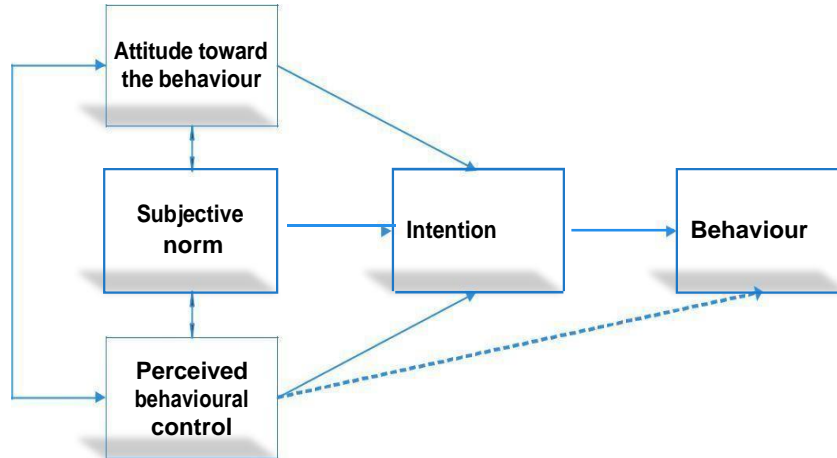 Attitude toward
the behaviour
Subjective
norm
Intention
Behaviour
Perceived
behavioural
control